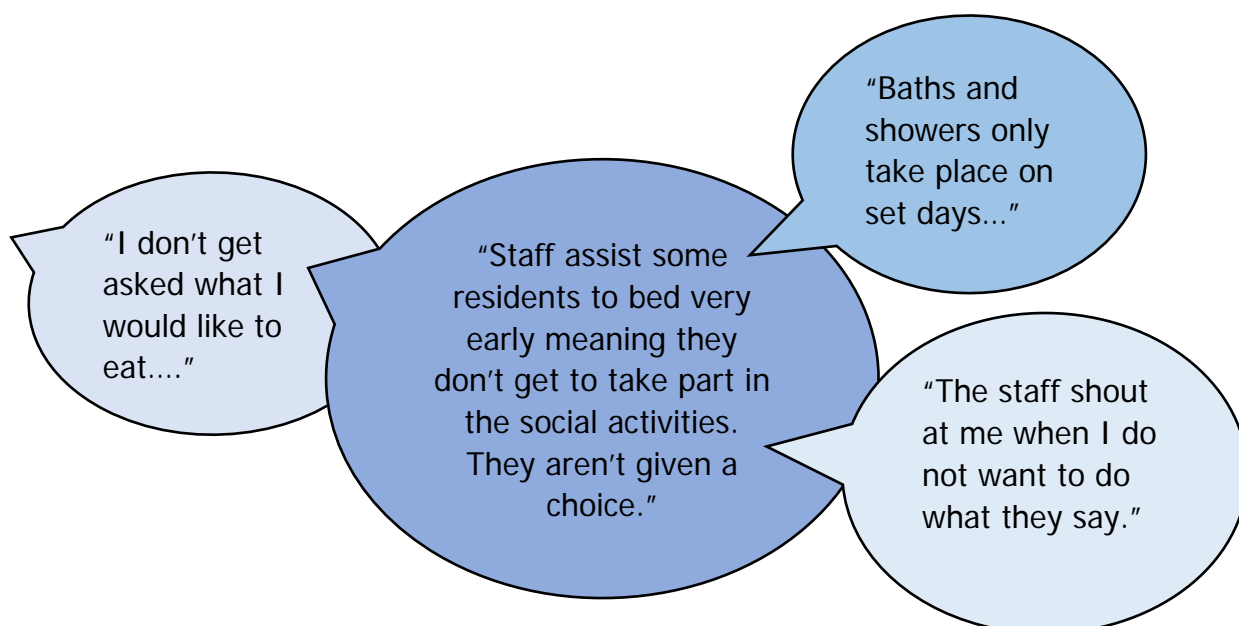 “I don't get
asked what I
would like to
eat....”
“Staff assist some
residents to bed very
early meaning they
don't get to take part in
the social activities.
They aren't given a
choice.”
“Baths and
showers only
take place on
set days...”
“The staff shout
at me when I do
not want to do
what they say.”